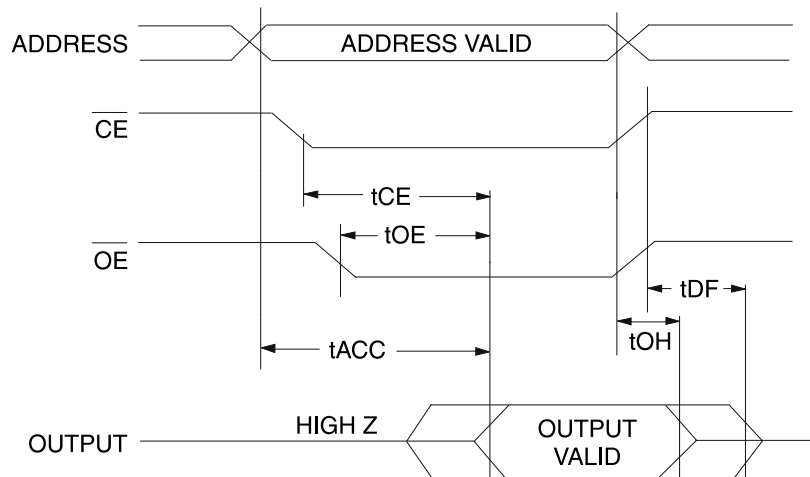 ADDRESS
ADDRESS VALID
CE
tCE
tOE
OE
tDF
tOH
tACC
HIGH Z
OUTPUT
OUTPUT
VALID